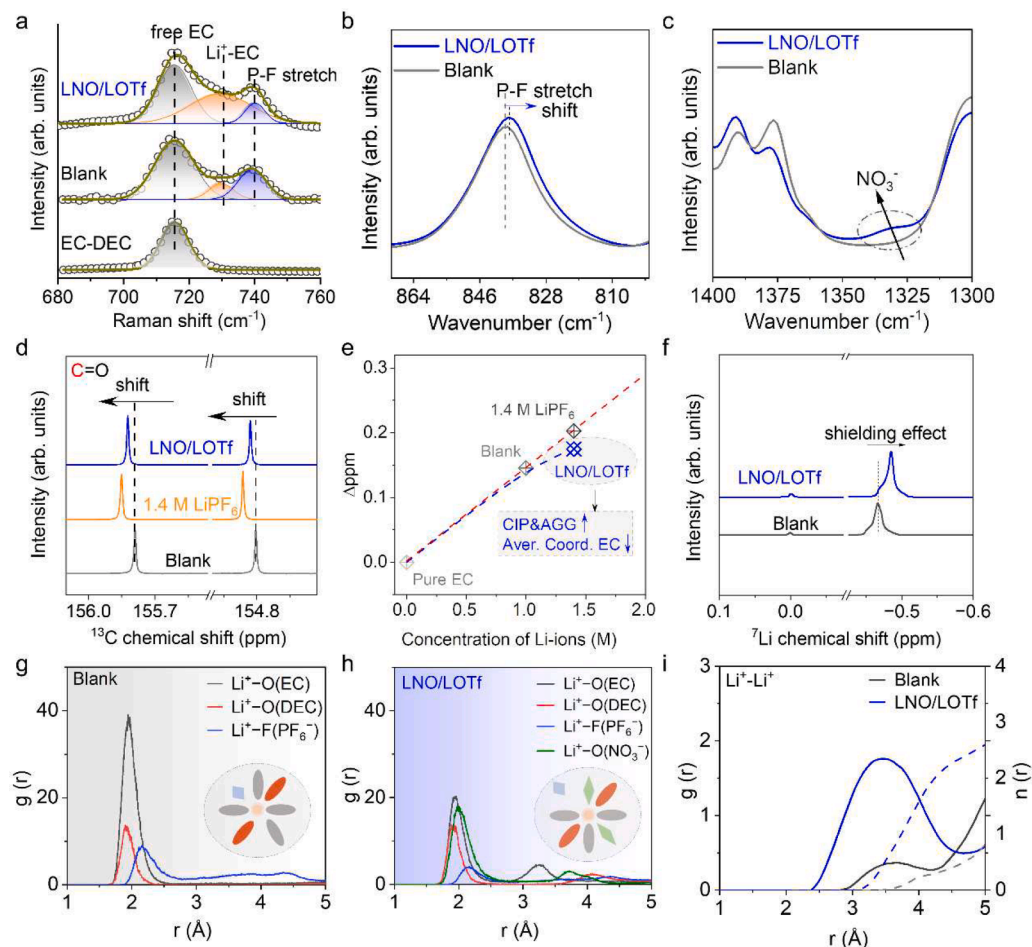 a
free EC
Li⁺-EC
P-F stretch
LNO/LOTf
Blank
EC-DEC
Intensity (arb. units)
680 700 720 740 760
Raman shift (cm⁻¹)
b
LNO/LOTf
Blank
P-F stretch
shift
Intensity (arb. units)
864 846 828 810
Wavenumber (cm⁻¹)
c
LNO/LOTf
Blank
NO₃⁻
Intensity (arb. units)
1400 1375 1350 1325 1300
Wavenumber (cm⁻¹)
d
C=O
shift
shift
LNO/LOTf
1.4 M LiPF₆
Blank
Intensity (arb. units)
156.0 155.7 154.8
¹³C chemical shift (ppm)
e
0.3
0.2
0.1
0.0
Δppm
1.4 M LiPF₆
Blank
LNO/LOTf
CIP&AGG ↑
Aver. Coord. EC ↓
Pure EC
0.0 0.5 1.0 1.5 2.0
Concentration of Li-ions (M)
f
shielding effect
LNO/LOTf
Blank
Intensity (arb. units)
0.1 0.0 -0.5 -0.6
⁷Li chemical shift (ppm)
g
Blank
Li⁺−O(EC)
Li⁺−O(DEC)
Li⁺−F(PF₆⁻)
40
20
0
g (r)
1 2 3 4 5
r (Å)
h
LNO/LOTf
Li⁺−O(EC)
Li⁺−O(DEC)
Li⁺−F(PF₆⁻)
Li⁺−O(NO₃⁻)
40
20
0
g (r)
1 2 3 4 5
r (Å)
i
Li⁺-Li⁺
Blank
LNO/LOTf
3
2
1
0
g (r)
4
3
2
1
0
n (r)
1 2 3 4 5
r (Å)